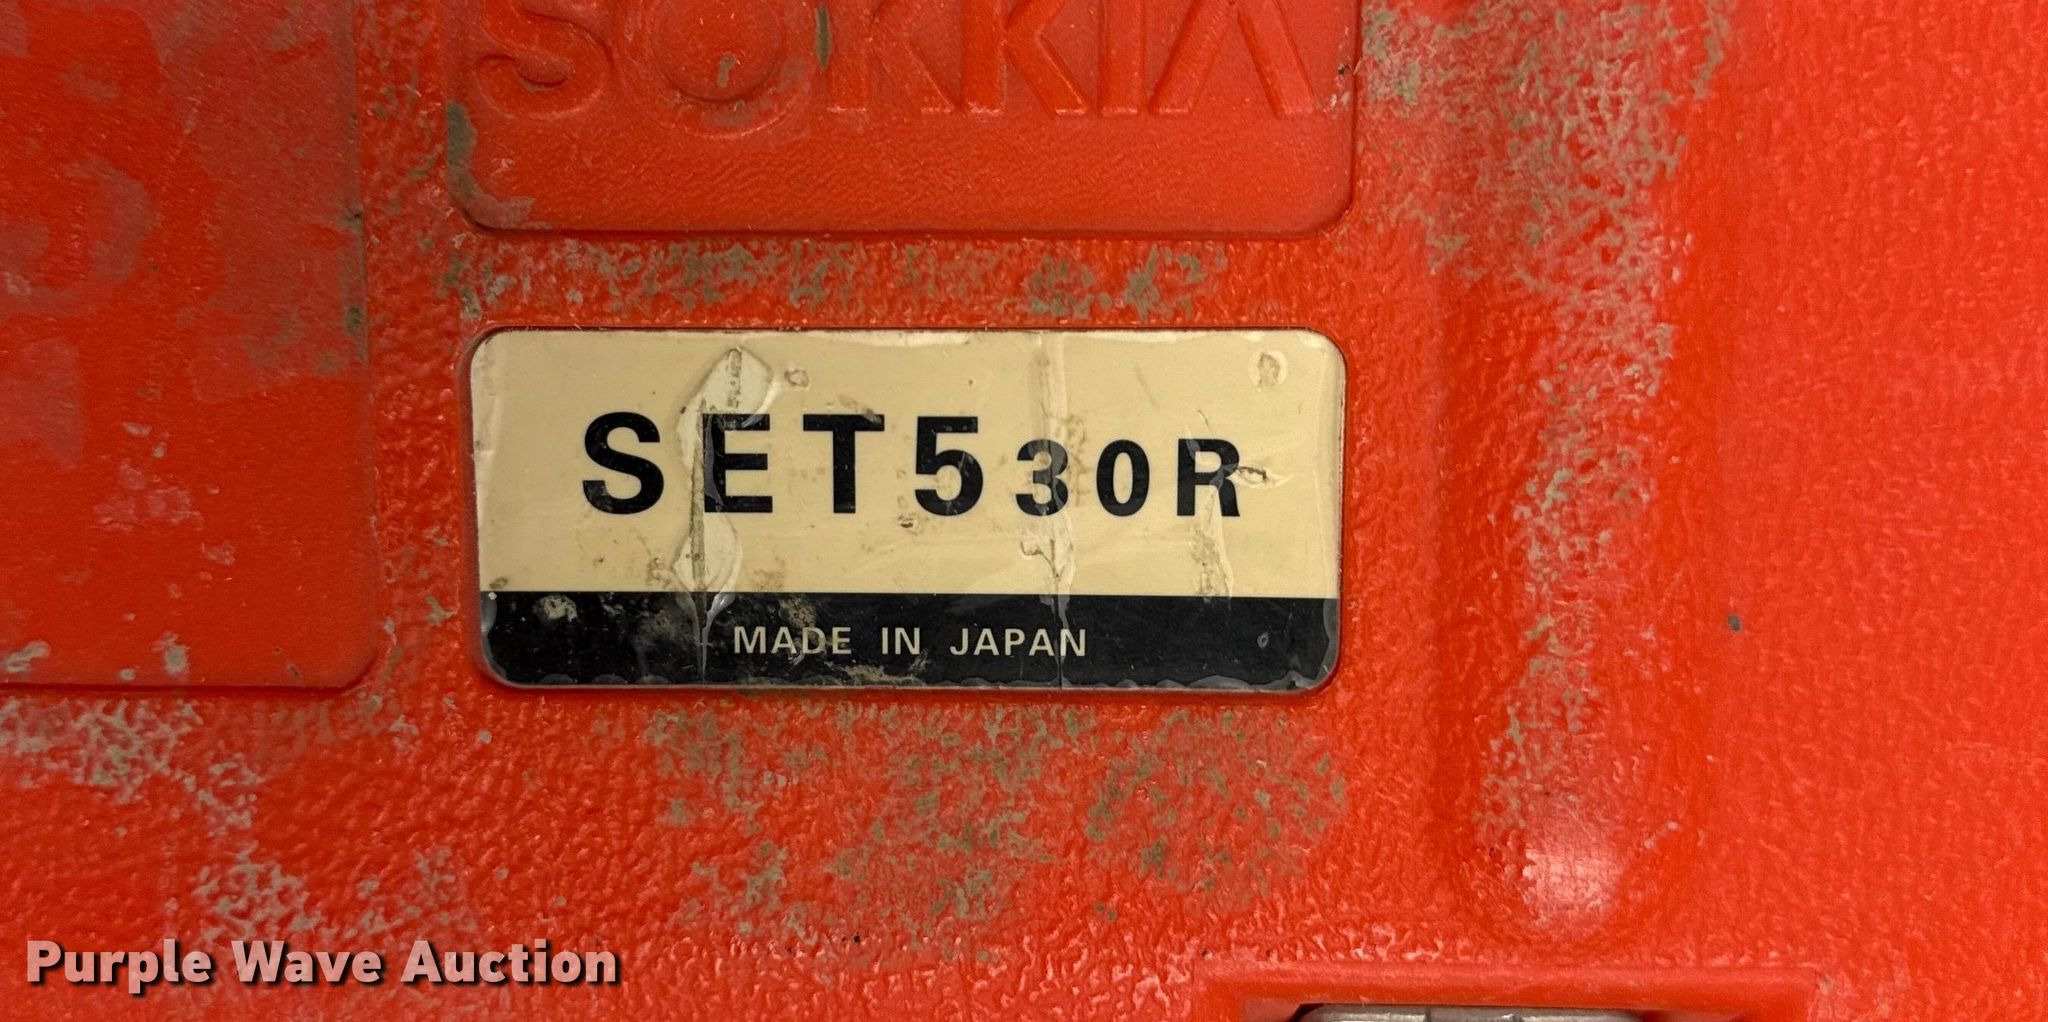 SOKKIA
SET530R
MADE IN JAPAN
Purple Wave Auction